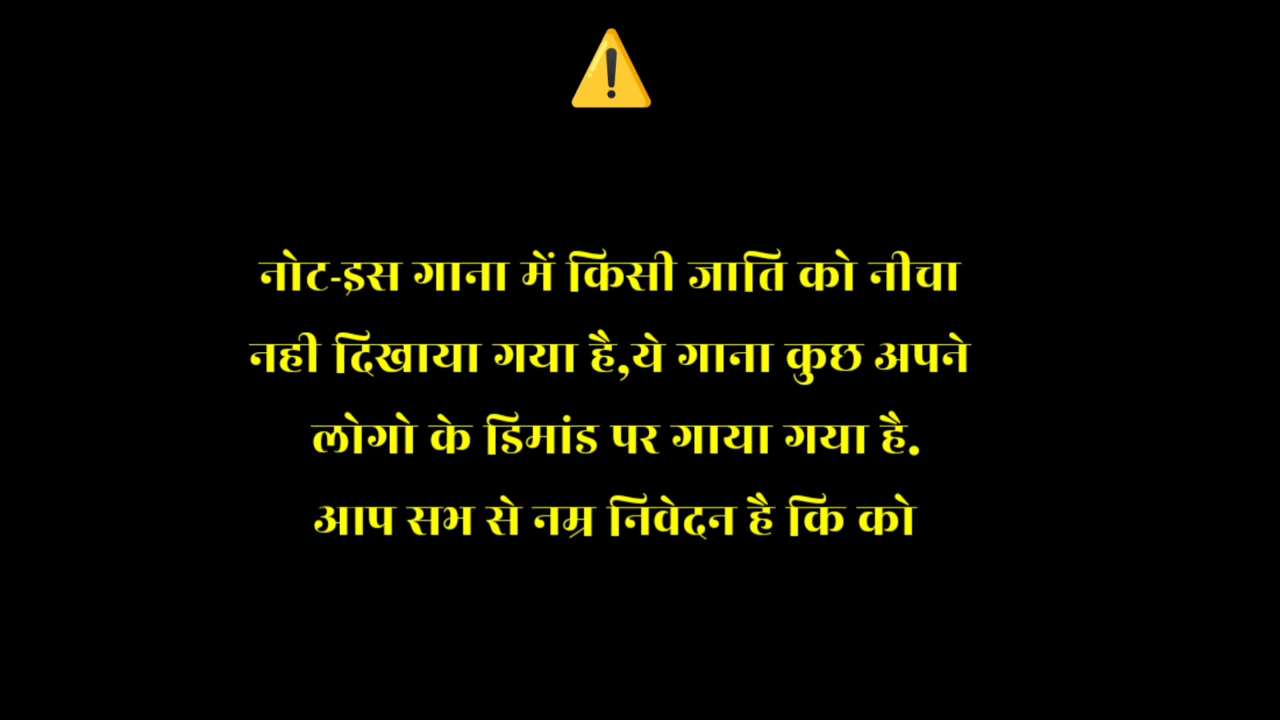 नोट-इस गाना में किसी जाति को नीचा
नही दिखाया गया है,ये गाना कुछ अपने
लोगो के डिमांड पर गाया गया है.
आप सभ से नम्र निवेदन है कि को